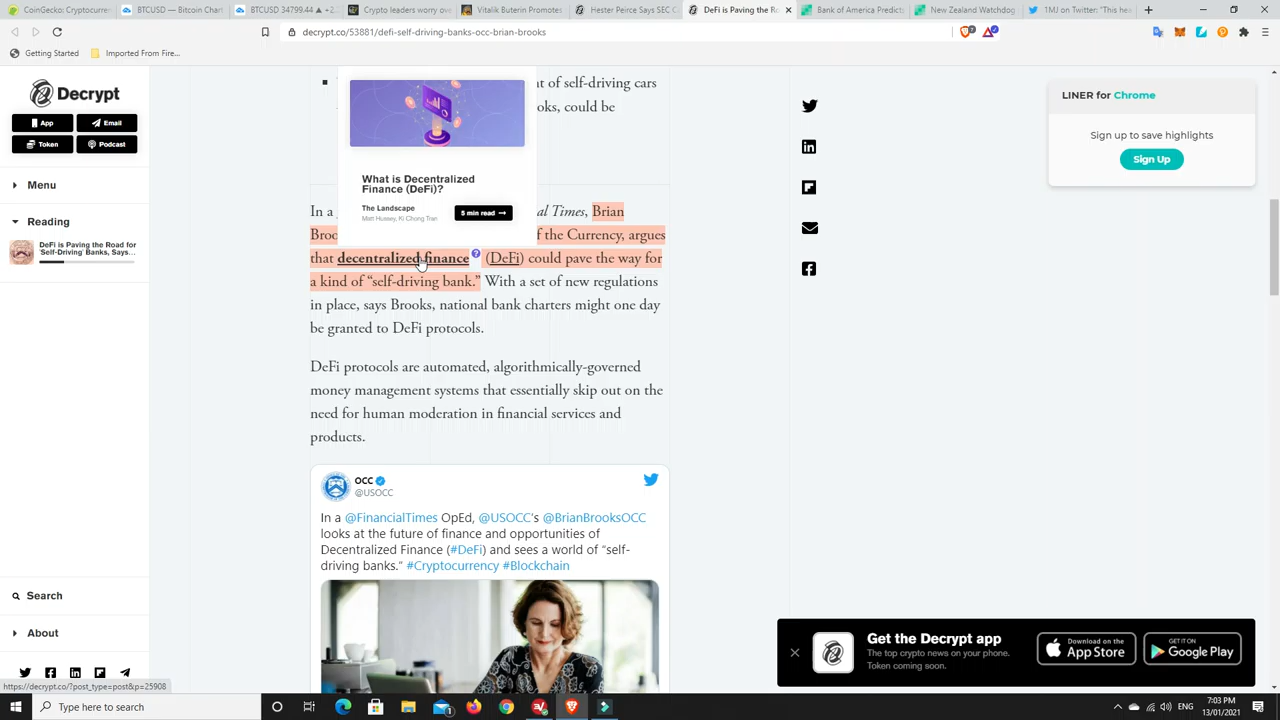 CoinGecko: Cryptocurren
BTCUSD — Bitcoin Chart
BTCUSD 34799.44 ▲ +2.
Crypto leaders worry ov
Vitalik Buterin Promotes
Hester Peirce Says SEC C
DeFi is Paving the Ro
Bank of America Predict
New Zealand Watchdog
1MJ on Twitter: "This he
decrypt.co/53881/defi-self-driving-banks-occ-brian-brooks
Getting Started
Imported From Fire...
Decrypt
App
Email
Token
Podcast
Menu
Reading
DeFi is Paving the Road for
'Self-Driving' Banks, Says...
Search
About
https://decrypt.co/?post_type=post&p=25908
nt of self-driving cars
oks, could be
What is Decentralized
Finance (DeFi)?
The Landscape
Matt Hussey, Ki Chong Tran
5 min read →
In a
al Times, Brian
Broo
f the Currency, argues
that decentralized finance ? (DeFi) could pave the way for
a kind of “self-driving bank.” With a set of new regulations
in place, says Brooks, national bank charters might one day
be granted to DeFi protocols.
DeFi protocols are automated, algorithmically-governed
money management systems that essentially skip out on the
need for human moderation in financial services and
products.
OCC
@USOCC
In a @FinancialTimes OpEd, @USOCC's @BrianBrooksOCC
looks at the future of finance and opportunities of
Decentralized Finance (#DeFi) and sees a world of “self-
driving banks.” #Cryptocurrency #Blockchain
LINER for Chrome
Sign up to save highlights
Sign Up
Get the Decrypt app
The top crypto news on your phone.
Token coming soon.
Download on the
App Store
GET IT ON
Google Play
Type here to search
ENG
7:03 PM
13/01/2021